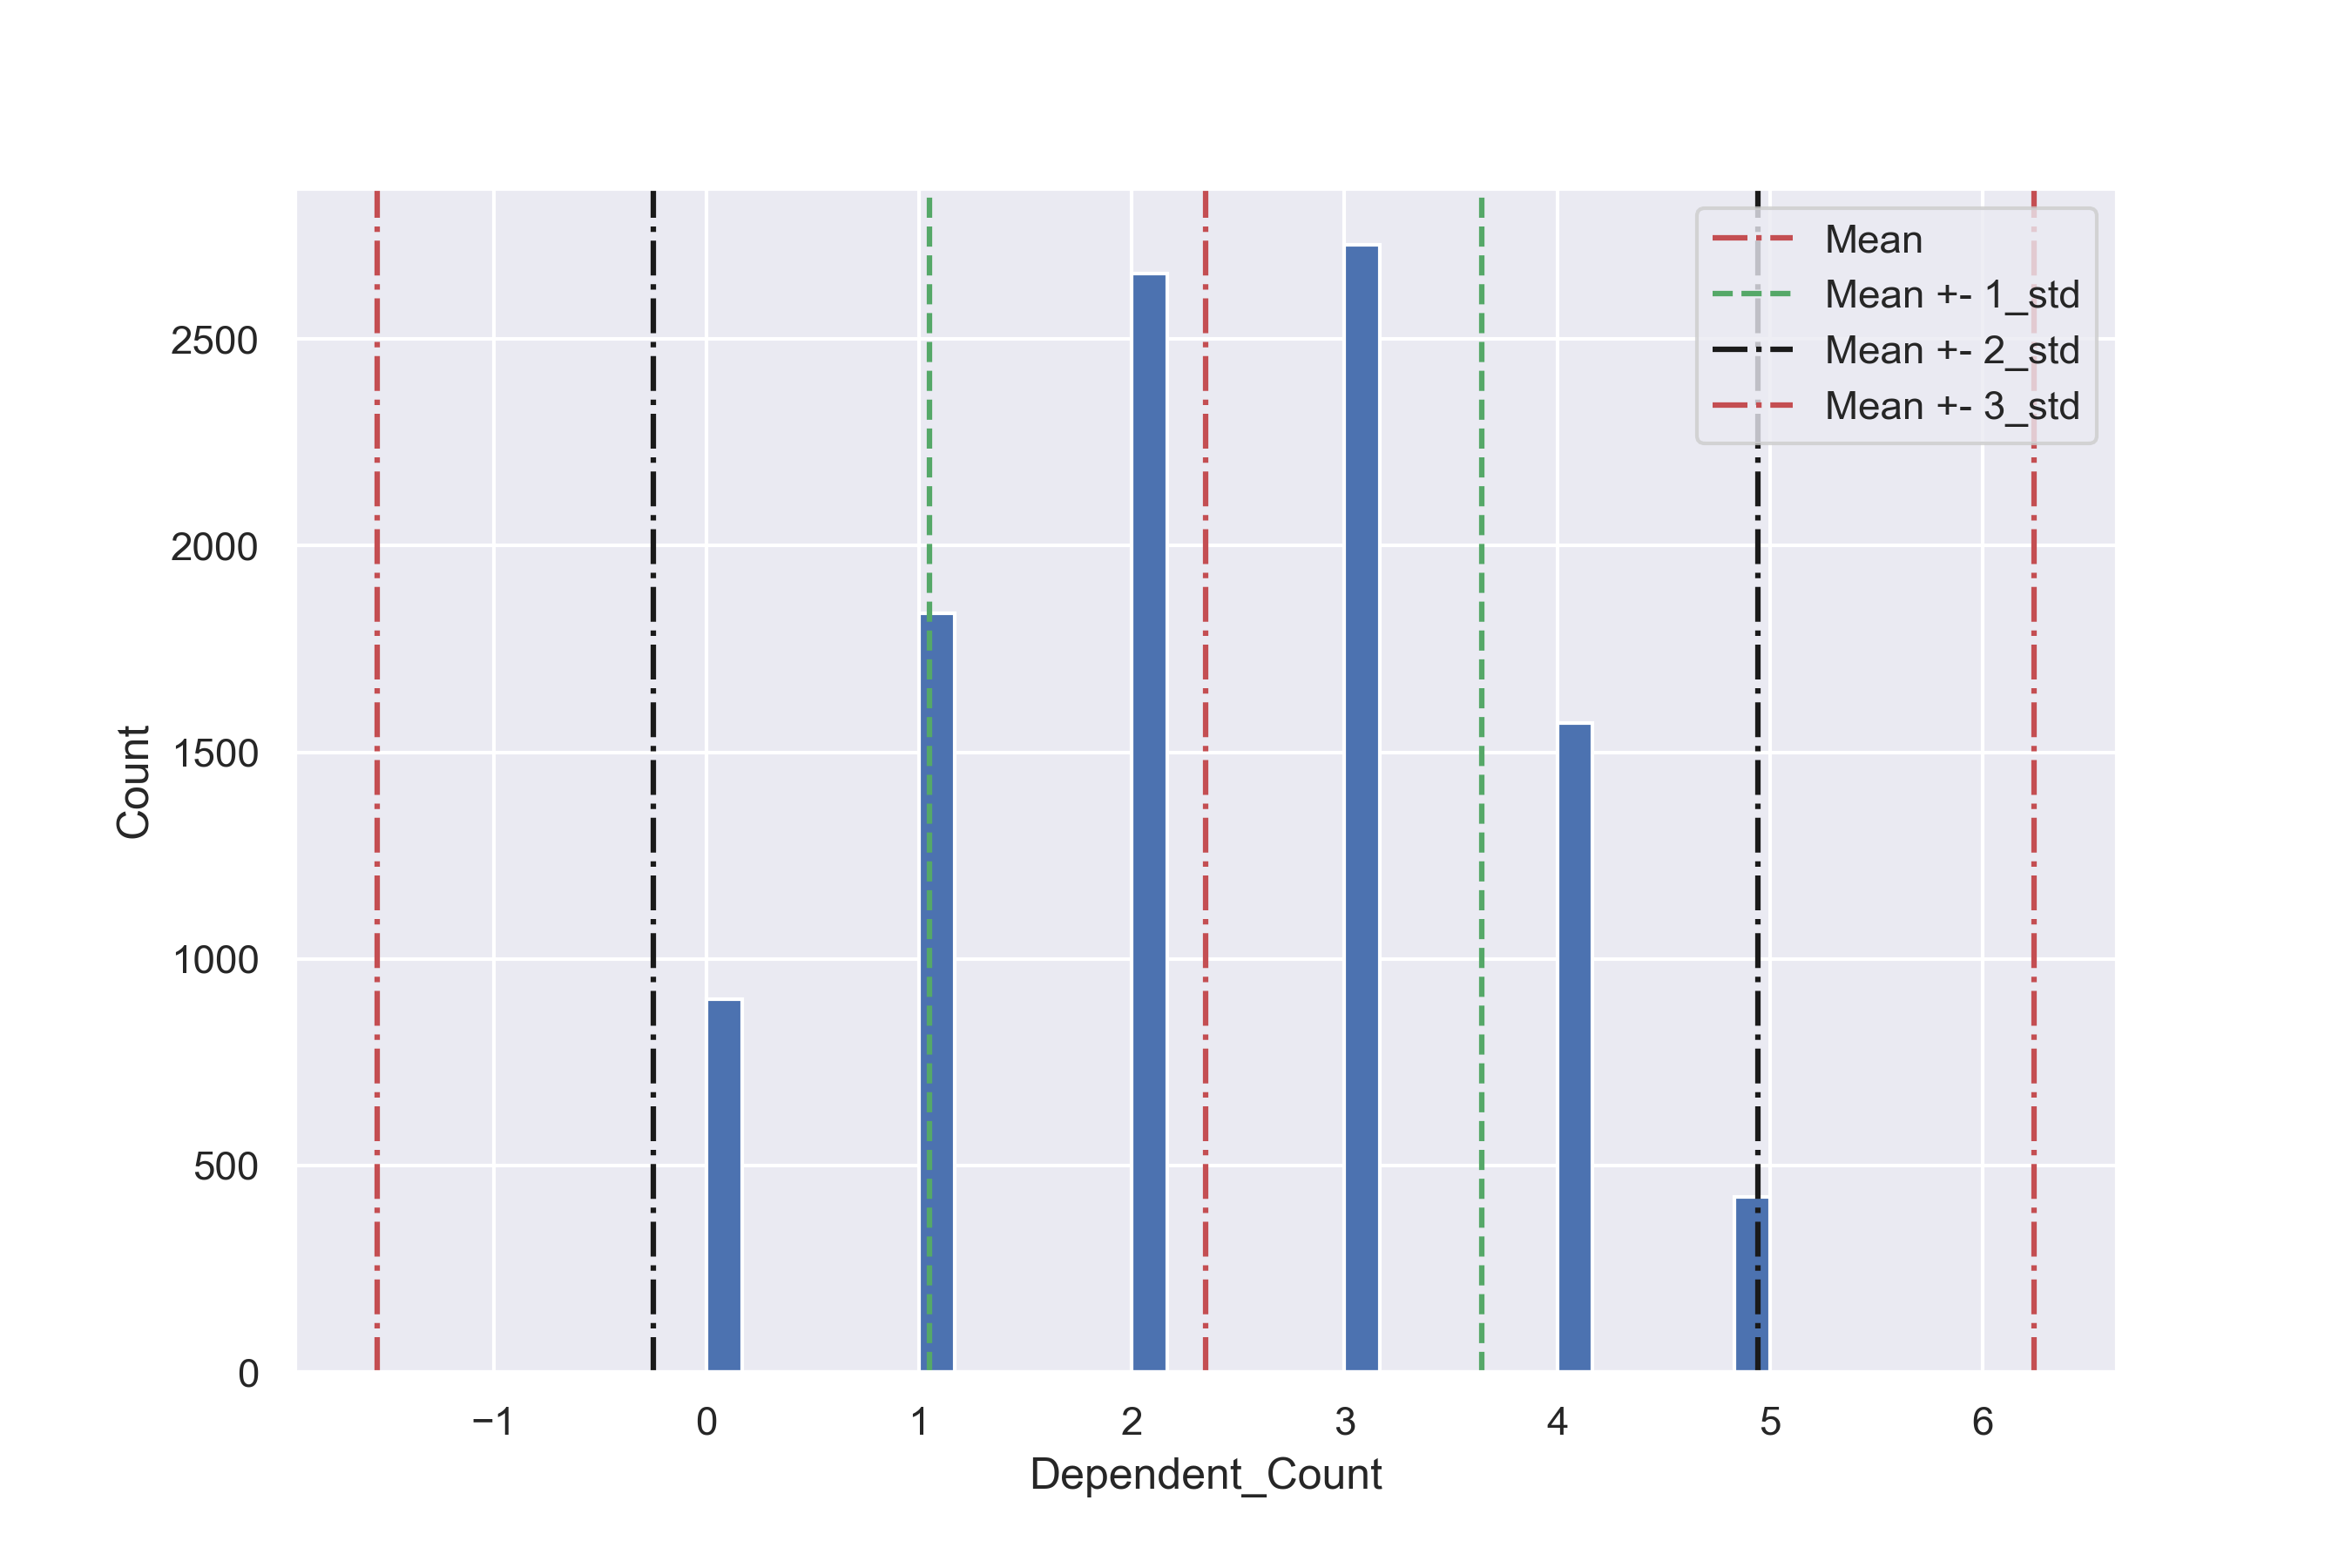 Mean
Mean +- 1_std
Mean +- 2_std
Mean +- 3_std
2500
2000
1500
1000
500
0
Count
−1 0 1 2 3 4 5 6
Dependent_Count